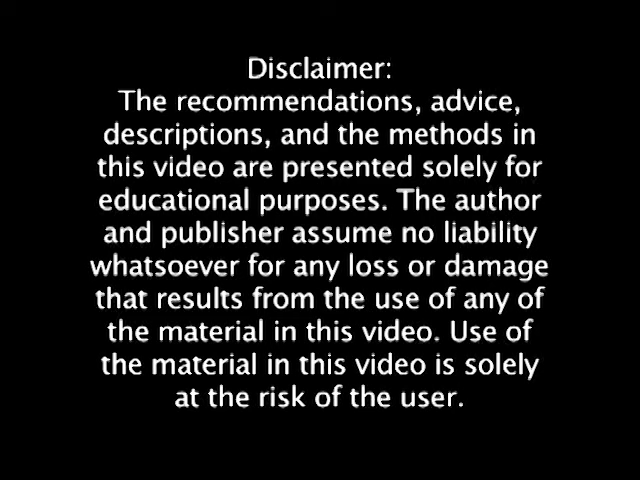 Disclaimer:
The recommendations, advice,
descriptions, and the methods in
this video are presented solely for
educational purposes. The author
and publisher assume no liability
whatsoever for any loss or damage
that results from the use of any of
the material in this video. Use of
the material in this video is solely
at the risk of the user.